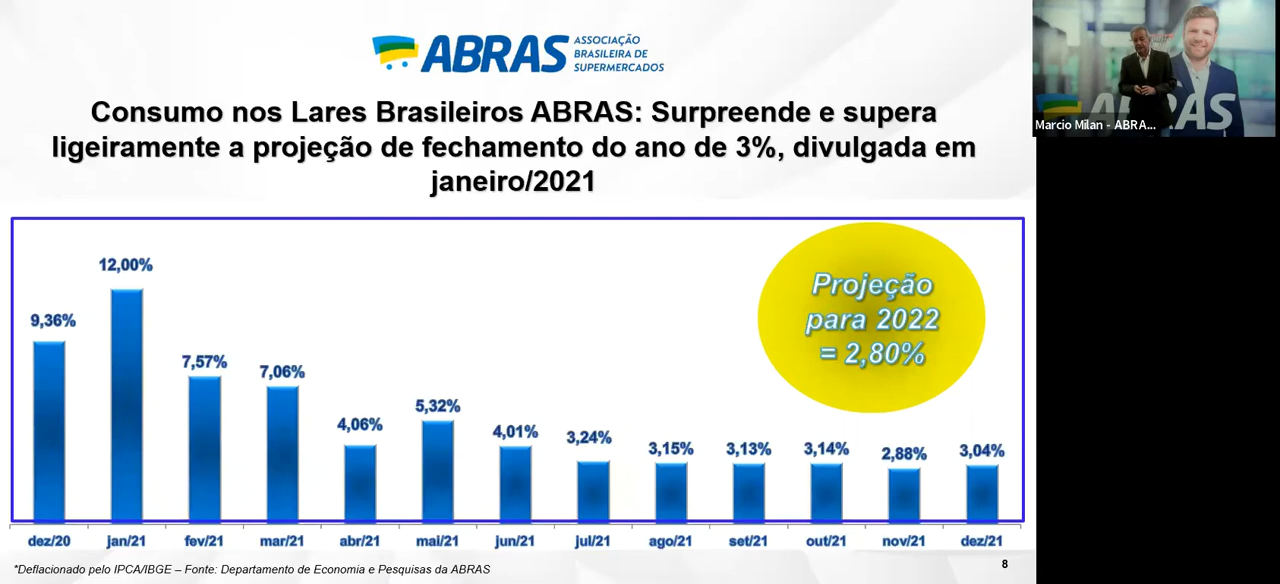 ABRAS
ASSOCIAÇÃO
BRASILEIRA DE
SUPERMERCADOS
Consumo nos Lares Brasileiros ABRAS: Surpreende e supera
ligeiramente a projeção de fechamento do ano de 3%, divulgada em
janeiro/2021
Projeção
para 2022
= 2,80%
9,36%
12,00%
7,57%
7,06%
4,06%
5,32%
4,01%
3,24%
3,15%
3,13%
3,14%
2,88%
3,04%
dez/20
jan/21
fev/21
mar/21
abr/21
mai/21
jun/21
jul/21
ago/21
set/21
out/21
nov/21
dez/21
*Deflacionado pelo IPCA/IBGE – Fonte: Departamento de Economia e Pesquisas da ABRAS
8
ABRAS
Marcio Milan - ABRA...